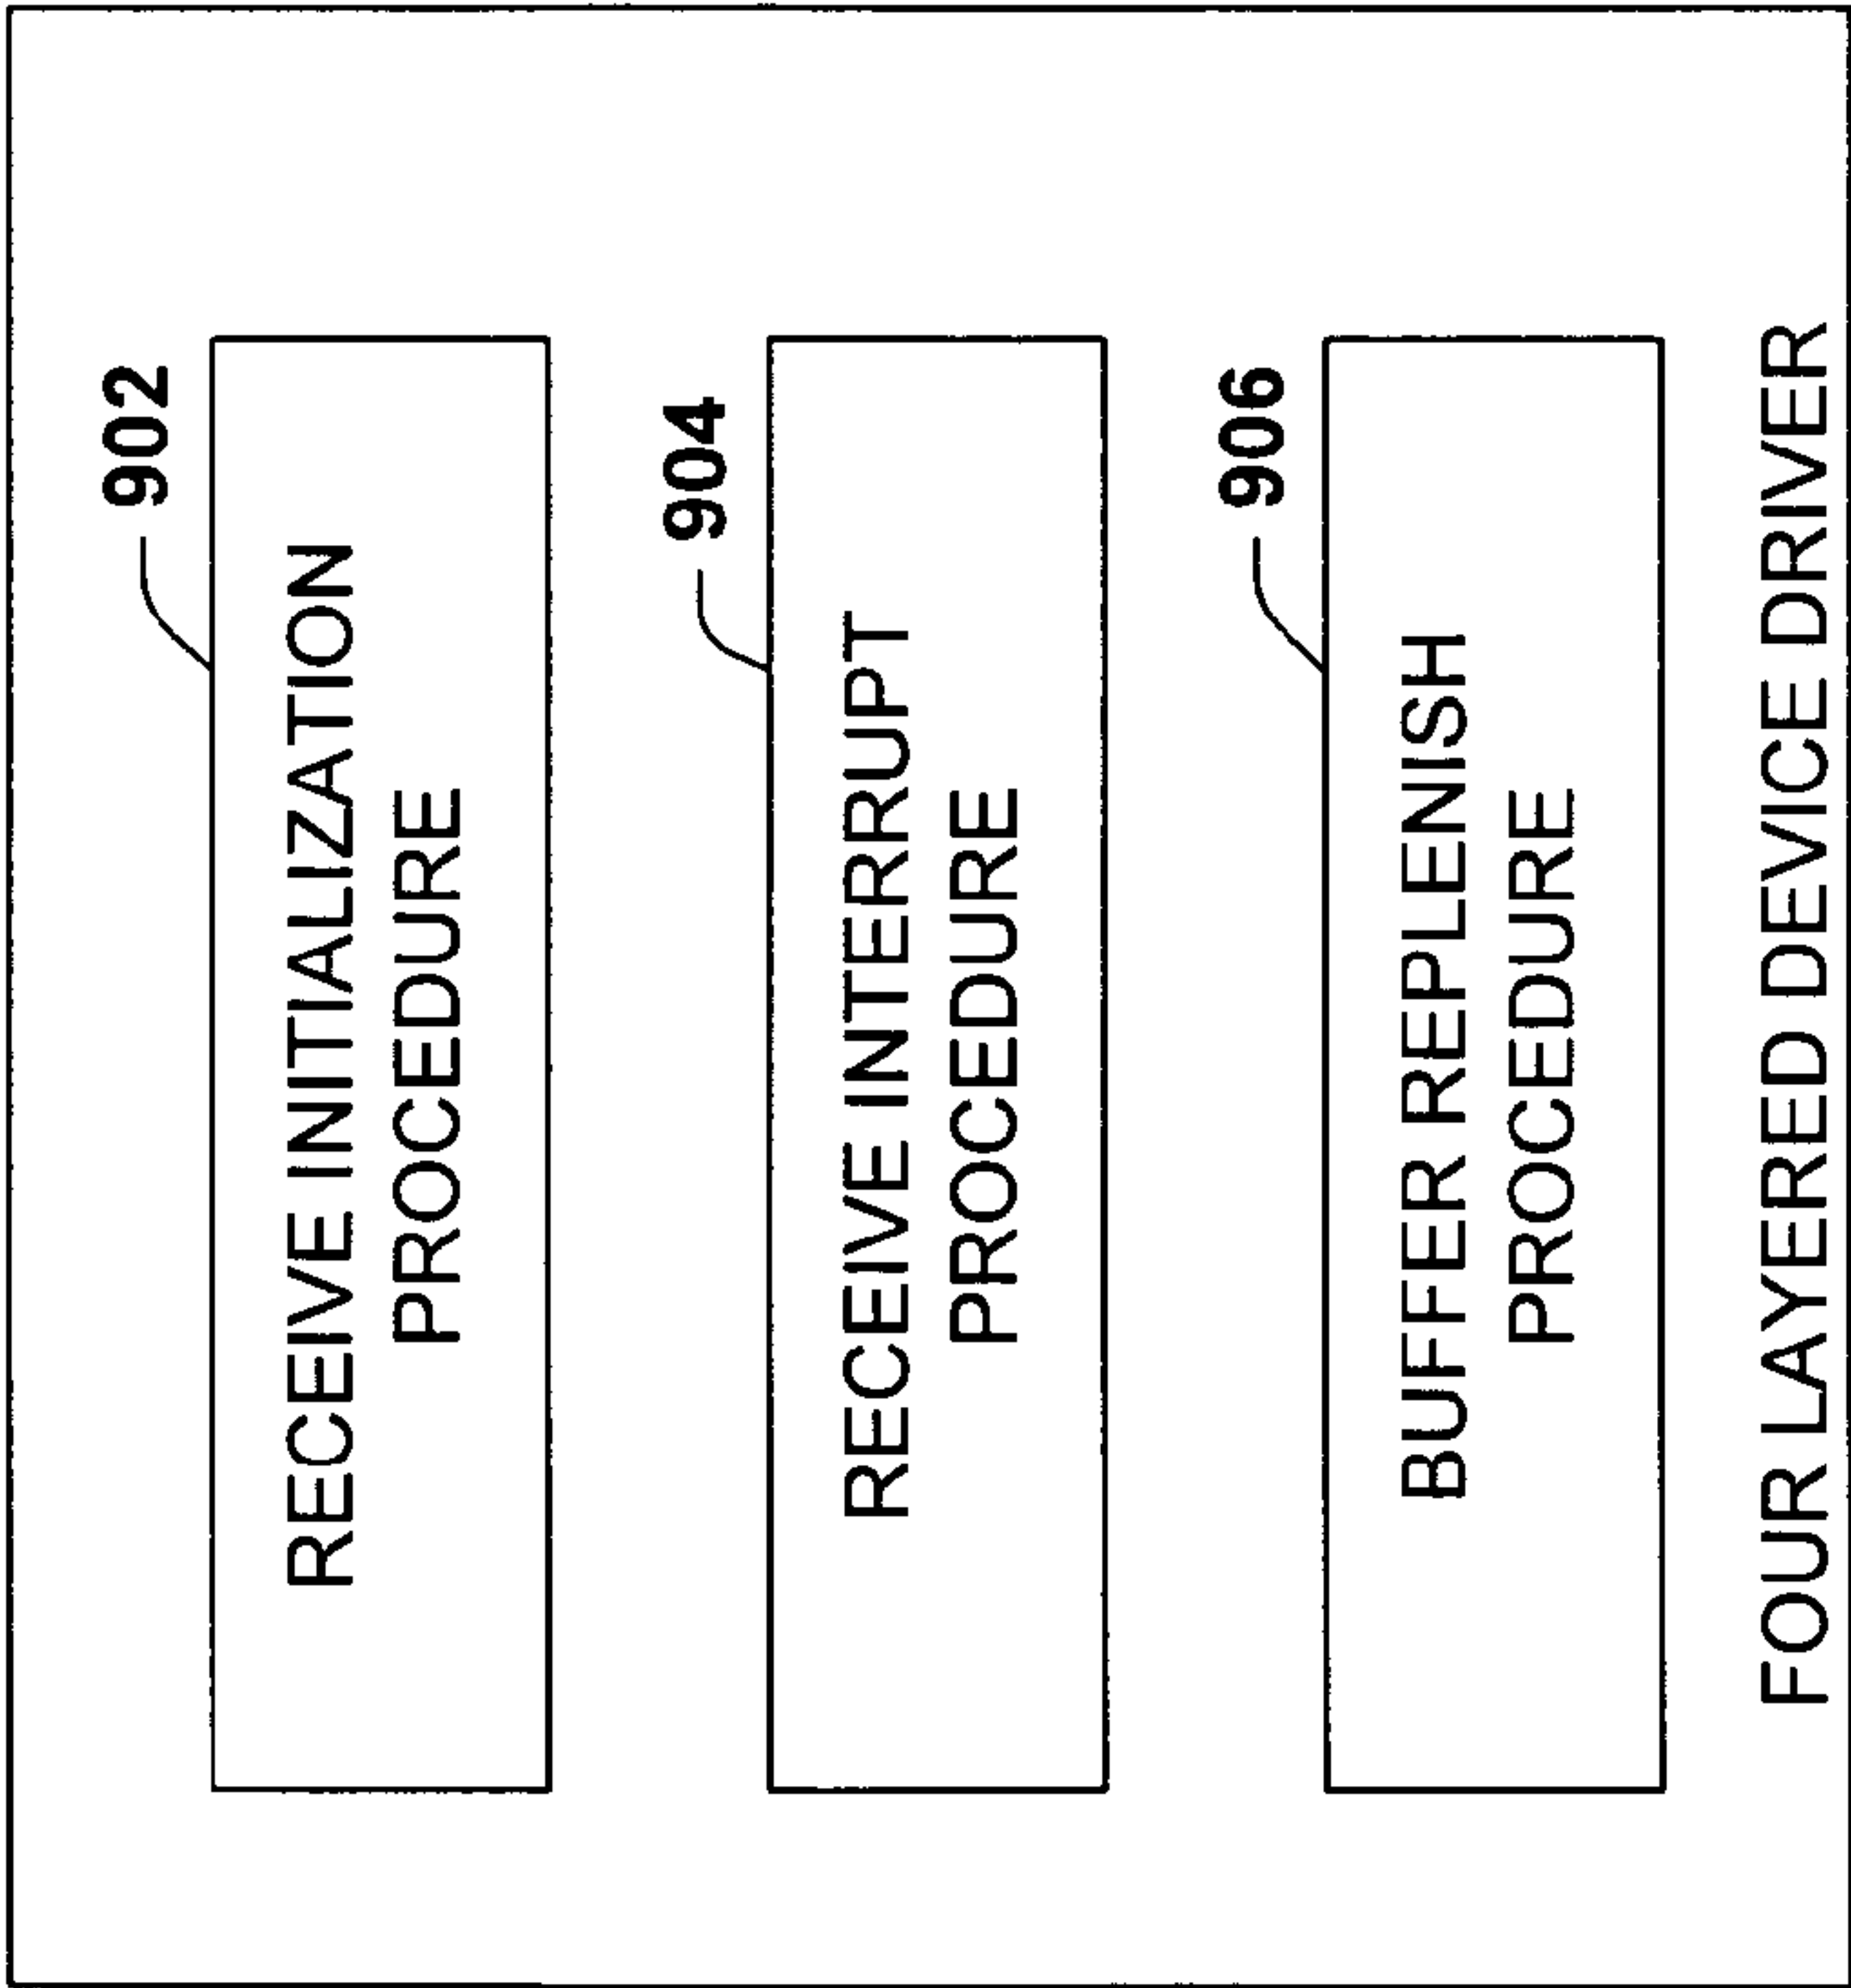 902
RECEIVE INITIALIZATION
PROCEDURE
904
RECEIVE INTERRUPT
PROCEDURE
906
BUFFER REPLENISH
PROCEDURE
FOUR LAYERED DEVICE DRIVER